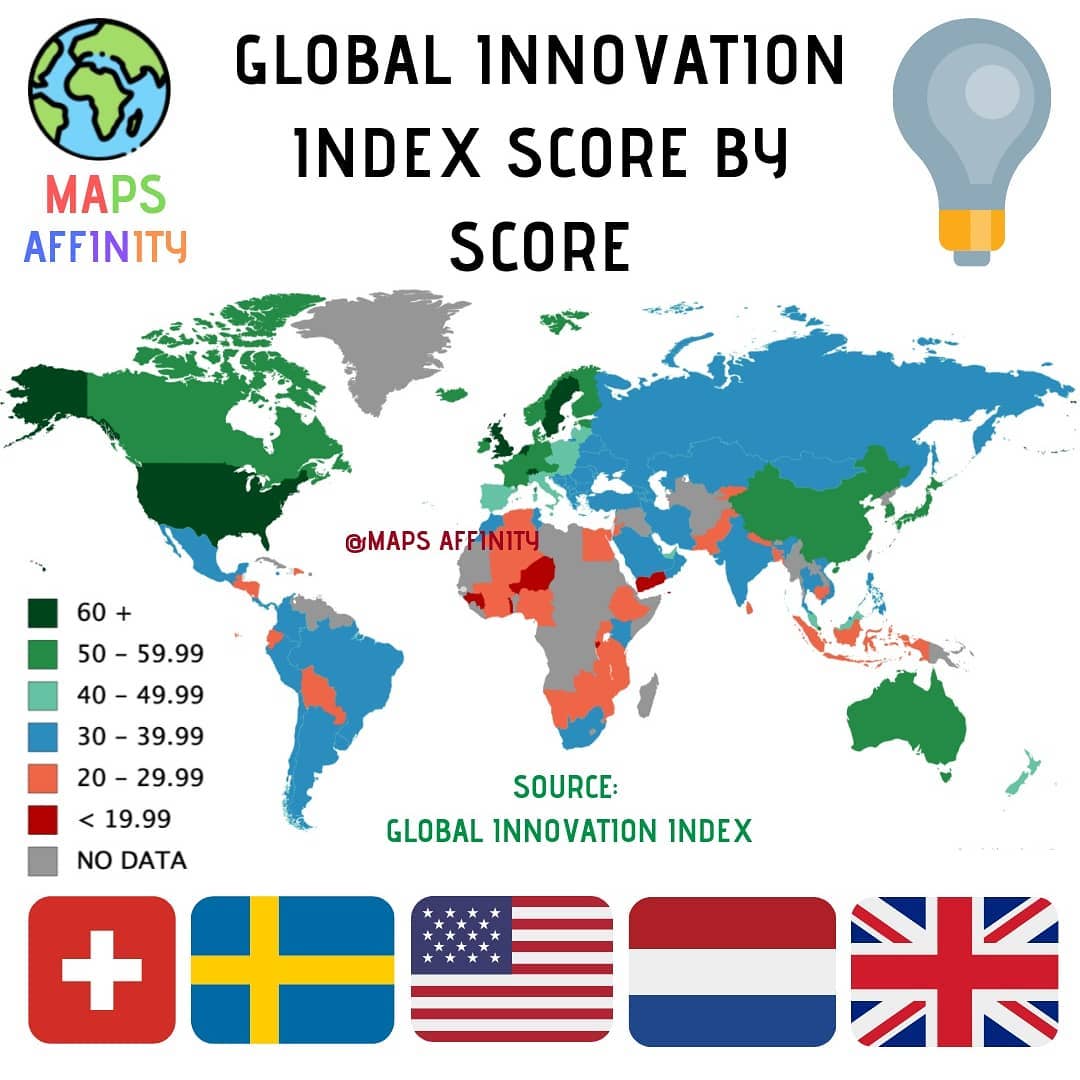 GLOBAL INNOVATION
INDEX SCORE BY
SCORE
MAPS
AFFINITY
@MAPS AFFINITY
60 +
50 – 59.99
40 – 49.99
30 – 39.99
20 – 29.99
< 19.99
NO DATA
SOURCE:
GLOBAL INNOVATION INDEX